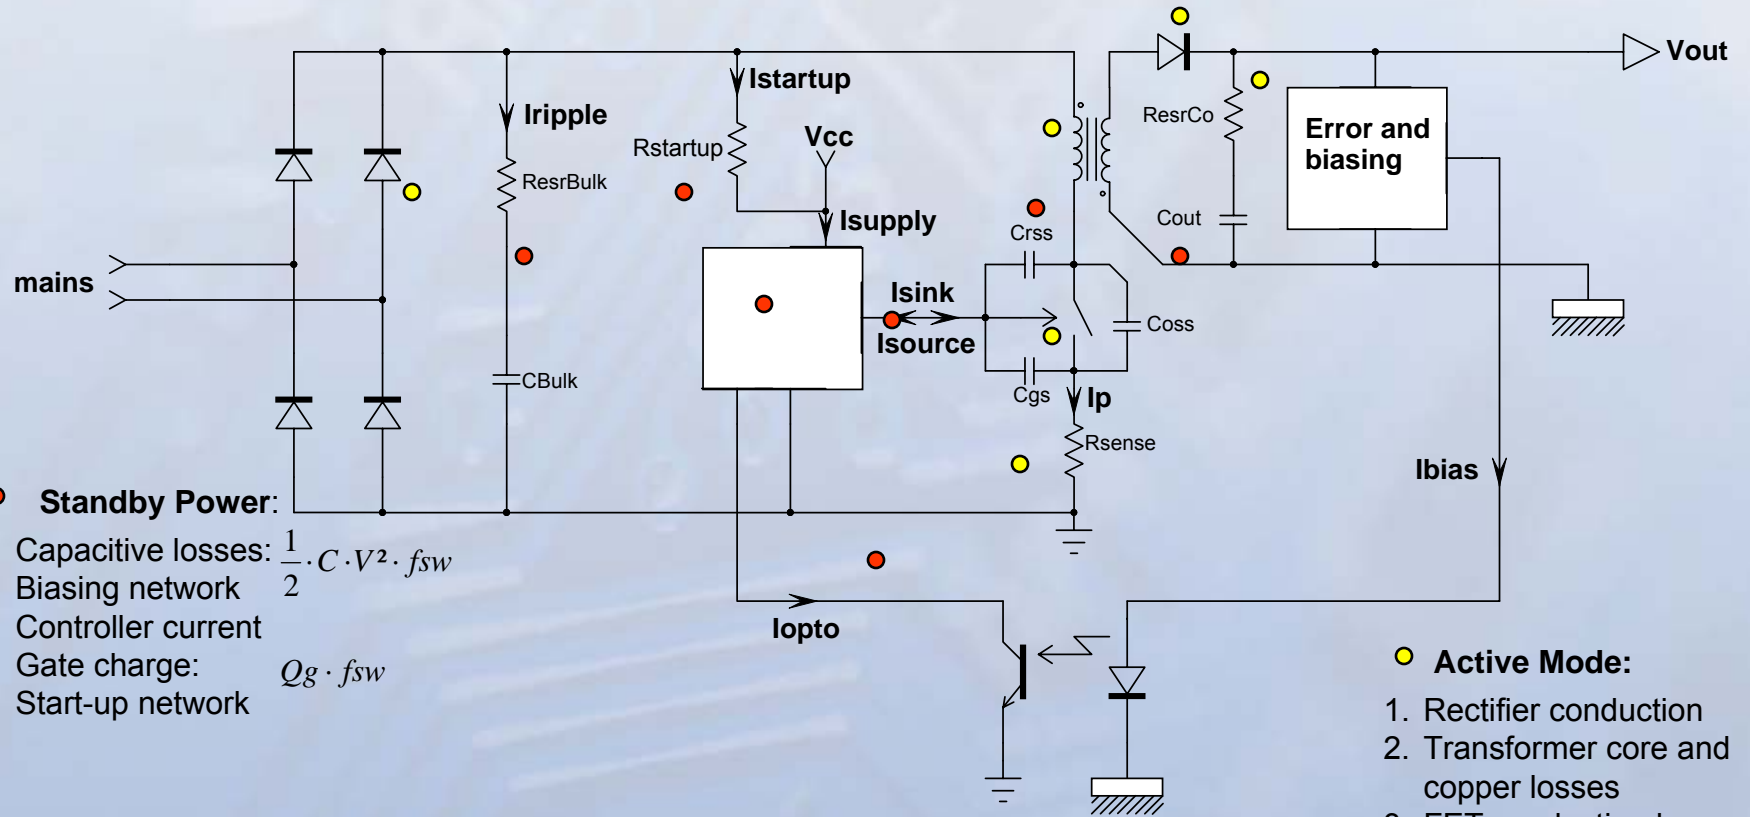 Vout
Istartup
Iripple
ResrCo
Error and
biasing
Vcc
Rstartup
ResrBulk
Isupply
Cout
Crss
mains
Isink
Coss
Isource
CBulk
Cgs
Ip
Rsense
Ibias
Standby Power:
Capacitive losses: 1/2 · C · V² · fsw
Biasing network
Controller current
Gate charge: Qg · fsw
Start-up network
Iopto
Active Mode:
1. Rectifier conduction
2. Transformer core and
copper losses